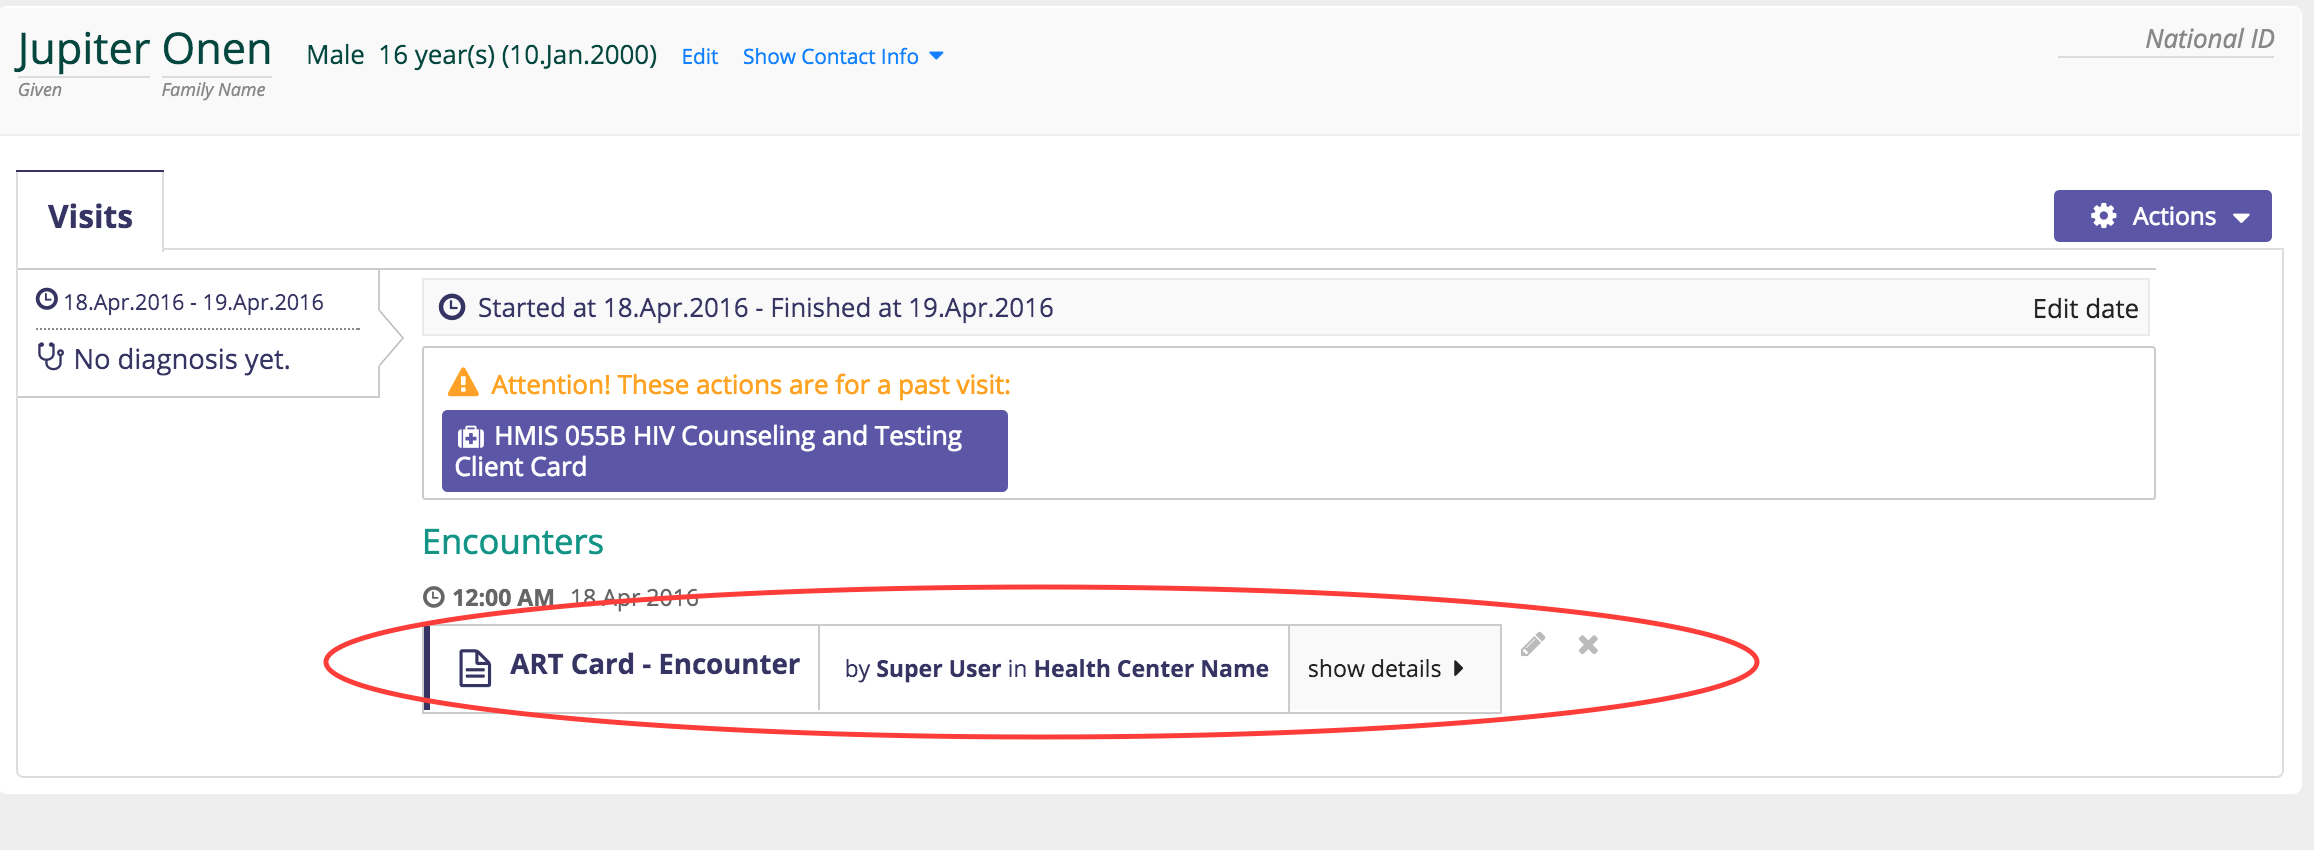 Jupiter Onen Male 16 year(s) (10.Jan.2000) Edit Show Contact Info National ID
Given Family Name
Visits
Actions
18.Apr.2016 - 19.Apr.2016
No diagnosis yet.
Started at 18.Apr.2016 - Finished at 19.Apr.2016 Edit date
Attention! These actions are for a past visit:
HMIS 055B HIV Counseling and Testing
Client Card
Encounters
12:00 AM 18 Apr 2016
ART Card - Encounter by Super User in Health Center Name show details